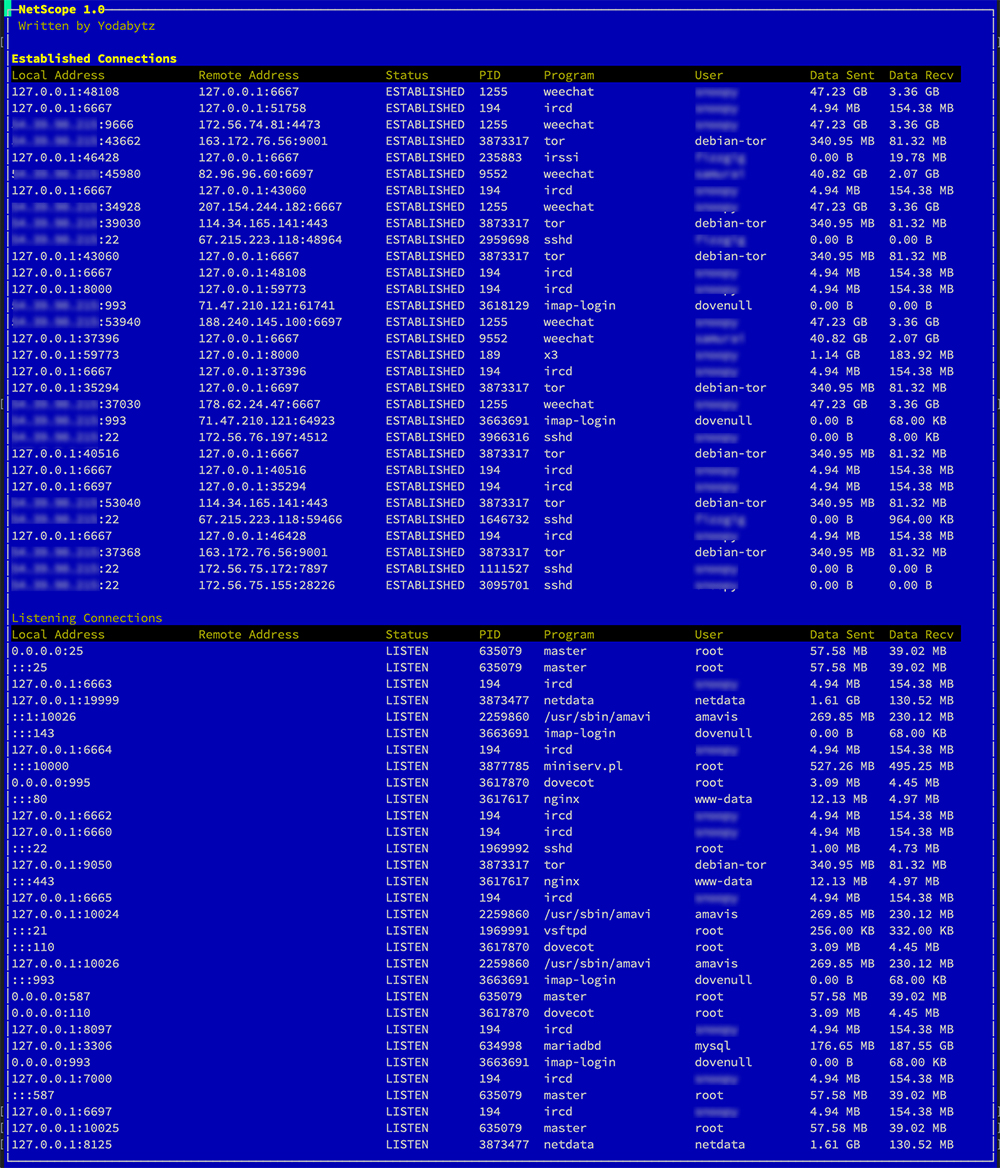 NetScope 1.0
Written by Yodabytz
Established Connections
Local Address Remote Address Status PID Program User Data Sent Data Recv
127.0.0.1:48108 127.0.0.1:6667 ESTABLISHED 1255 weechat 47.23 GB 3.36 GB
127.0.0.1:6667 127.0.0.1:51758 ESTABLISHED 194 ircd 4.94 MB 154.38 MB
:9666 172.56.74.81:4473 ESTABLISHED 1255 weechat 47.23 GB 3.36 GB
:43662 163.172.76.56:9001 ESTABLISHED 3873317 tor debian-tor 340.95 MB 81.32 MB
127.0.0.1:46428 127.0.0.1:6667 ESTABLISHED 235883 irssi 0.00 B 19.78 MB
:45980 82.96.96.60:6697 ESTABLISHED 9552 weechat 40.82 GB 2.07 GB
127.0.0.1:6667 127.0.0.1:43060 ESTABLISHED 194 ircd 4.94 MB 154.38 MB
:34928 207.154.244.182:6667 ESTABLISHED 1255 weechat 47.23 GB 3.36 GB
:39030 114.34.165.141:443 ESTABLISHED 3873317 tor debian-tor 340.95 MB 81.32 MB
:22 67.215.223.118:48964 ESTABLISHED 2959698 sshd 0.00 B 0.00 B
127.0.0.1:43060 127.0.0.1:6667 ESTABLISHED 3873317 tor debian-tor 340.95 MB 81.32 MB
127.0.0.1:6667 127.0.0.1:48108 ESTABLISHED 194 ircd 4.94 MB 154.38 MB
127.0.0.1:8000 127.0.0.1:59773 ESTABLISHED 194 ircd 4.94 MB 154.38 MB
:993 71.47.210.121:61741 ESTABLISHED 3618129 imap-login dovenull 0.00 B 0.00 B
:53940 188.240.145.100:6697 ESTABLISHED 1255 weechat 47.23 GB 3.36 GB
127.0.0.1:37396 127.0.0.1:6667 ESTABLISHED 9552 weechat 40.82 GB 2.07 GB
127.0.0.1:59773 127.0.0.1:8000 ESTABLISHED 189 x3 1.14 GB 183.92 MB
127.0.0.1:6667 127.0.0.1:37396 ESTABLISHED 194 ircd 4.94 MB 154.38 MB
127.0.0.1:35294 127.0.0.1:6697 ESTABLISHED 3873317 tor debian-tor 340.95 MB 81.32 MB
:37030 178.62.24.47:6667 ESTABLISHED 1255 weechat 47.23 GB 3.36 GB
:993 71.47.210.121:64923 ESTABLISHED 3663691 imap-login dovenull 0.00 B 68.00 KB
:22 172.56.76.197:4512 ESTABLISHED 3966316 sshd 0.00 B 8.00 KB
127.0.0.1:40516 127.0.0.1:6667 ESTABLISHED 3873317 tor debian-tor 340.95 MB 81.32 MB
127.0.0.1:6667 127.0.0.1:40516 ESTABLISHED 194 ircd 4.94 MB 154.38 MB
127.0.0.1:6697 127.0.0.1:35294 ESTABLISHED 194 ircd 4.94 MB 154.38 MB
:53040 114.34.165.141:443 ESTABLISHED 3873317 tor debian-tor 340.95 MB 81.32 MB
:22 67.215.223.118:59466 ESTABLISHED 1646732 sshd 0.00 B 964.00 KB
127.0.0.1:6667 127.0.0.1:46428 ESTABLISHED 194 ircd 4.94 MB 154.38 MB
:37368 163.172.76.56:9001 ESTABLISHED 3873317 tor debian-tor 340.95 MB 81.32 MB
:22 172.56.75.172:7897 ESTABLISHED 1111527 sshd 0.00 B 0.00 B
:22 172.56.75.155:28226 ESTABLISHED 3095701 sshd 0.00 B 0.00 B
Listening Connections
Local Address Remote Address Status PID Program User Data Sent Data Recv
0.0.0.0:25 LISTEN 635079 master root 57.58 MB 39.02 MB
:::25 LISTEN 635079 master root 57.58 MB 39.02 MB
127.0.0.1:6663 LISTEN 194 ircd 4.94 MB 154.38 MB
127.0.0.1:19999 LISTEN 3873477 netdata netdata 1.61 GB 130.52 MB
::1:10026 LISTEN 2259860 /usr/sbin/amavi amavis 269.85 MB 230.12 MB
:::143 LISTEN 3663691 imap-login dovenull 0.00 B 68.00 KB
127.0.0.1:6664 LISTEN 194 ircd 4.94 MB 154.38 MB
:::10000 LISTEN 3877785 miniserv.pl root 527.26 MB 495.25 MB
0.0.0.0:995 LISTEN 3617870 dovecot root 3.09 MB 4.45 MB
:::80 LISTEN 3617617 nginx www-data 12.13 MB 4.97 MB
127.0.0.1:6662 LISTEN 194 ircd 4.94 MB 154.38 MB
127.0.0.1:6660 LISTEN 194 ircd 4.94 MB 154.38 MB
:::22 LISTEN 1969992 sshd root 1.00 MB 4.73 MB
127.0.0.1:9050 LISTEN 3873317 tor debian-tor 340.95 MB 81.32 MB
:::443 LISTEN 3617617 nginx www-data 12.13 MB 4.97 MB
127.0.0.1:6665 LISTEN 194 ircd 4.94 MB 154.38 MB
127.0.0.1:10024 LISTEN 2259860 /usr/sbin/amavi amavis 269.85 MB 230.12 MB
:::21 LISTEN 1969991 vsftpd root 256.00 KB 332.00 KB
:::110 LISTEN 3617870 dovecot root 3.09 MB 4.45 MB
127.0.0.1:10026 LISTEN 2259860 /usr/sbin/amavi amavis 269.85 MB 230.12 MB
:::993 LISTEN 3663691 imap-login dovenull 0.00 B 68.00 KB
0.0.0.0:587 LISTEN 635079 master root 57.58 MB 39.02 MB
0.0.0.0:110 LISTEN 3617870 dovecot root 3.09 MB 4.45 MB
127.0.0.1:8097 LISTEN 194 ircd 4.94 MB 154.38 MB
127.0.0.1:3306 LISTEN 634998 mariadbd mysql 176.65 MB 187.55 GB
0.0.0.0:993 LISTEN 3663691 imap-login dovenull 0.00 B 68.00 KB
127.0.0.1:7000 LISTEN 194 ircd 4.94 MB 154.38 MB
:::587 LISTEN 635079 master root 57.58 MB 39.02 MB
127.0.0.1:6697 LISTEN 194 ircd 4.94 MB 154.38 MB
127.0.0.1:10025 LISTEN 635079 master root 57.58 MB 39.02 MB
127.0.0.1:8125 LISTEN 3873477 netdata netdata 1.61 GB 130.52 MB